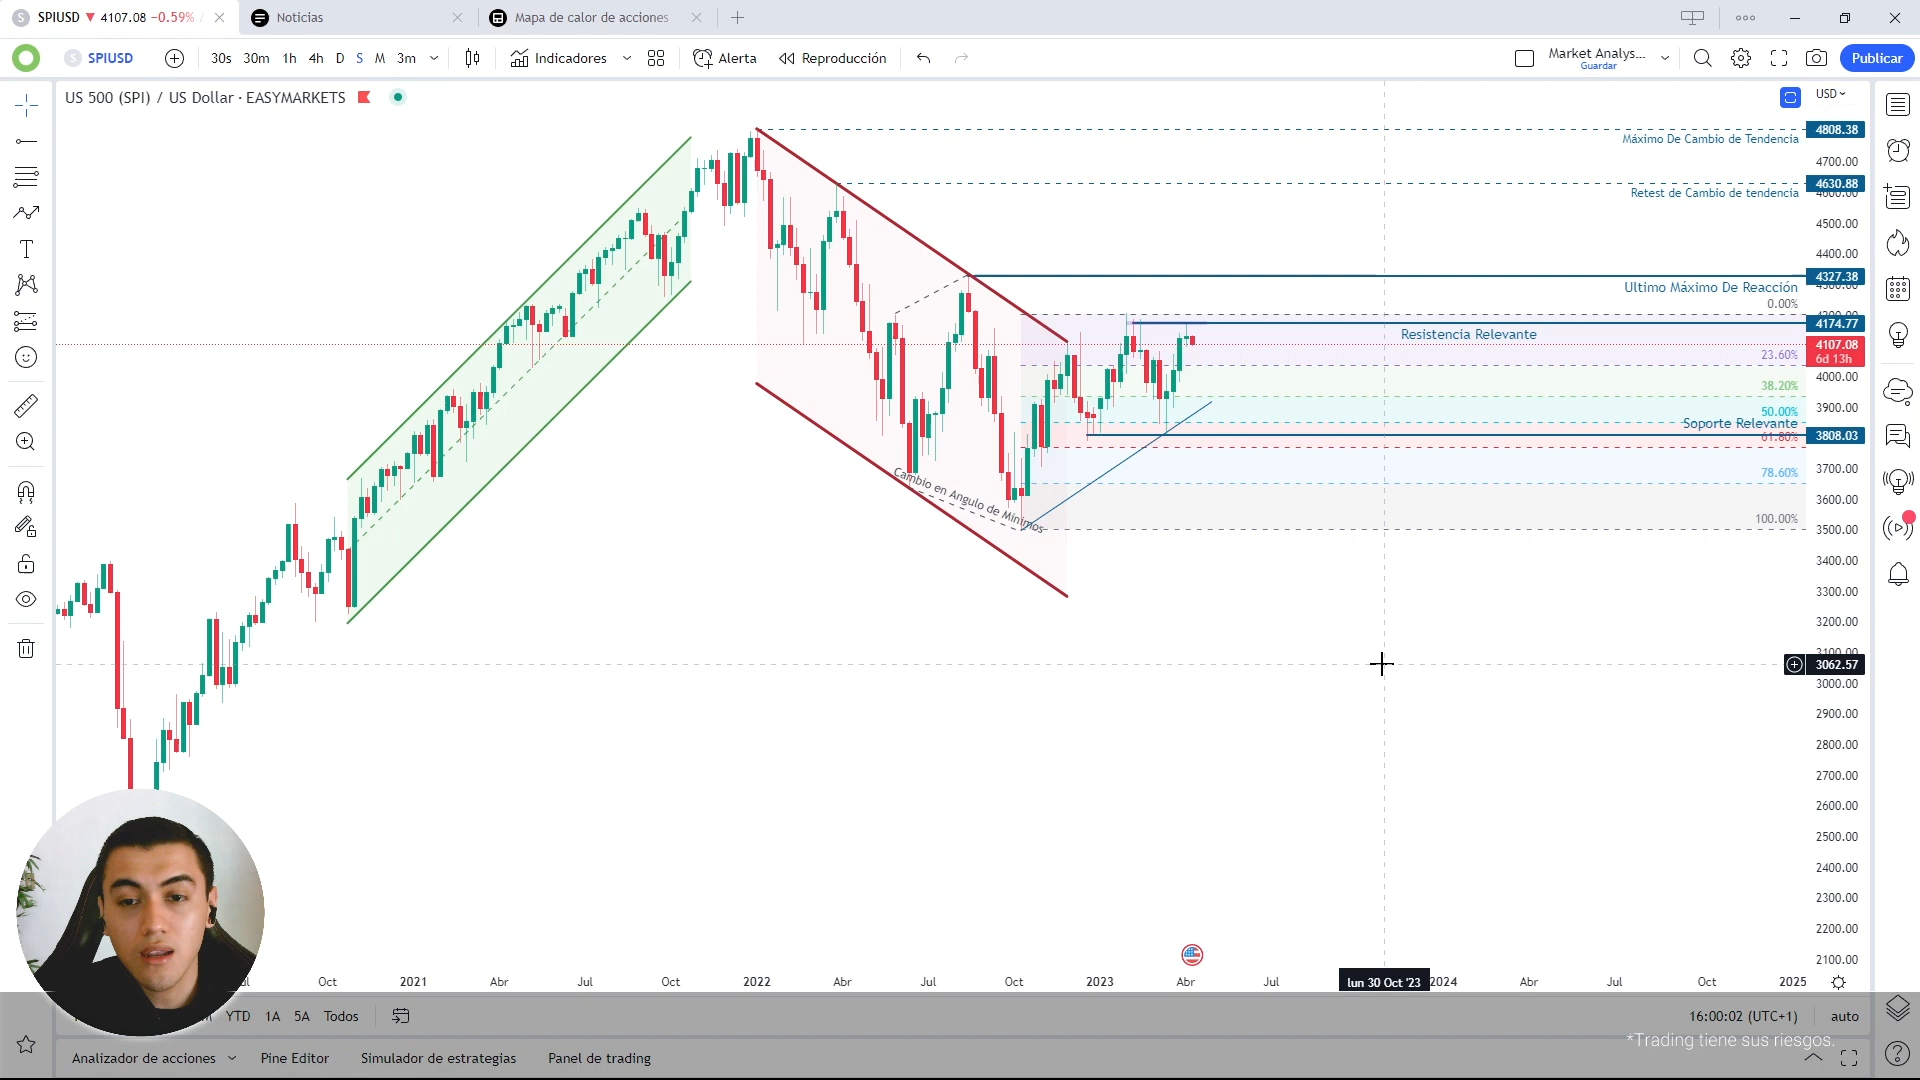 SPIUSD ▼ 4107.08 −0.59% /
Noticias
Mapa de calor de acciones
SPIUSD
30s 30m 1h 4h D S M 3m
Indicadores
Alerta
Reproducción
Market Analys...
Guardar
Publicar
US 500 (SPI) / US Dollar · EASYMARKETS
USD
4808.38
Máximo De Cambio de Tendencia
4700.00
4630.88
4600.00
Retest de Cambio de tendencia
4500.00
4400.00
4327.38
4300.00
Ultimo Máximo De Reacción
0.00%
4174.77
Resistencia Relevante
4107.08
6d 13h
23.60%
4000.00
38.20%
3900.00
50.00%
Soporte Relevante
3808.03
61.80%
3700.00
78.60%
Cambio en Angulo de Mínimos
3600.00
100.00%
3500.00
3400.00
3300.00
3200.00
3100.00
3062.57
3000.00
2900.00
2800.00
2700.00
2600.00
2500.00
2400.00
2300.00
2200.00
2100.00
Oct 2021 Abr Jul Oct 2022 Abr Jul Oct 2023 Abr Jul lun 30 Oct '23 2024 Abr Jul Oct 2025
YTD 1A 5A Todos
16:00:02 (UTC+1)
auto
*Trading tiene sus riesgos.
Analizador de acciones
Pine Editor
Simulador de estrategias
Panel de trading